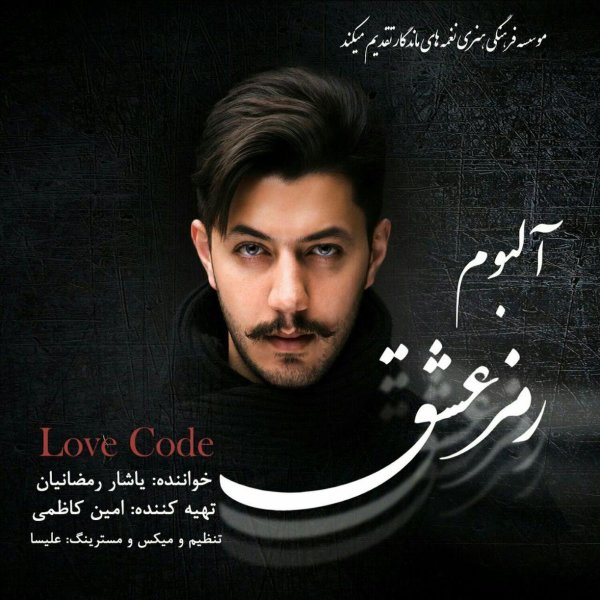 موسسه فرهنگی هنری نغمه های ماندگار تقدیم میکند
آلبوم
رمز عشق
Love Code
خواننده: یاشار رمضانیان
تهیه کننده: امین کاظمی
تنظیم و میکس و مسترینگ: علیسا